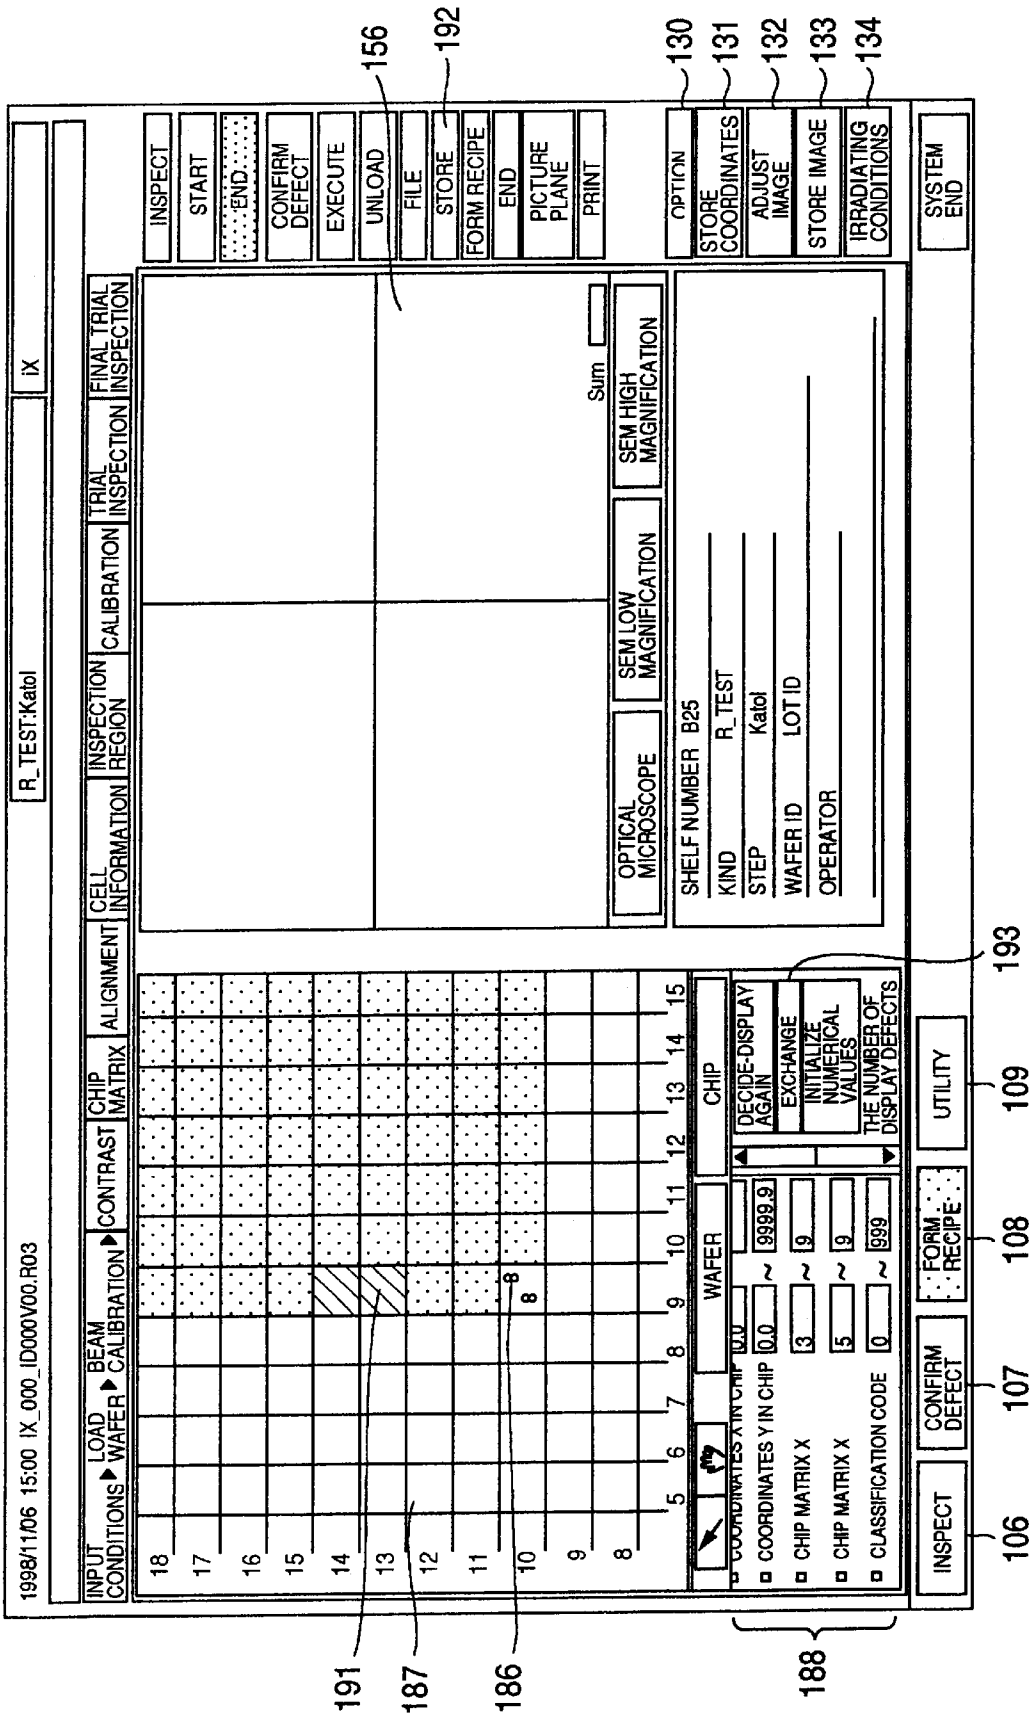 1998/11/06 15:00 IX_000_ID000V00.R03
R_TEST:Katol
iX
INPUT CONDITIONS
LOAD WAFER
BEAM CALIBRATION
CONTRAST
CHIP MATRIX
ALIGNMENT
CELL INFORMATION
INSPECTION REGION
CALIBRATION
TRIAL INSPECTION
FINAL TRIAL INSPECTION
18
17
16
15
14
13
12
11
10
9
8
8
8
5 6 7 8 9 10 11 12 13 14 15
WAFER
CHIP
COORDINATES X IN CHIP 0.0
COORDINATES Y IN CHIP 0.0 ~ 9999.9
CHIP MATRIX X 3 ~ 9
CHIP MATRIX X 5 ~ 9
CLASSIFICATION CODE 0 ~ 999
DECIDE-DISPLAY AGAIN
EXCHANGE
INITIALIZE NUMERICAL VALUES
THE NUMBER OF DISPLAY DEFECTS
Sum
OPTICAL MICROSCOPE
SEM LOW MAGNIFICATION
SEM HIGH MAGNIFICATION
SHELF NUMBER B25
KIND R_TEST
STEP Katol
WAFER ID LOT ID
OPERATOR
INSPECT
START
END
CONFIRM DEFECT
EXECUTE
UNLOAD
FILE
STORE
FORM RECIPE
END
PICTURE PLANE
PRINT
OPTION
STORE COORDINATES
ADJUST IMAGE
STORE IMAGE
IRRADIATING CONDITIONS
INSPECT
CONFIRM DEFECT
FORM RECIPE
UTILITY
SYSTEM END
156
192
130
131
132
133
134
191
187
186
188
193
106
107
108
109